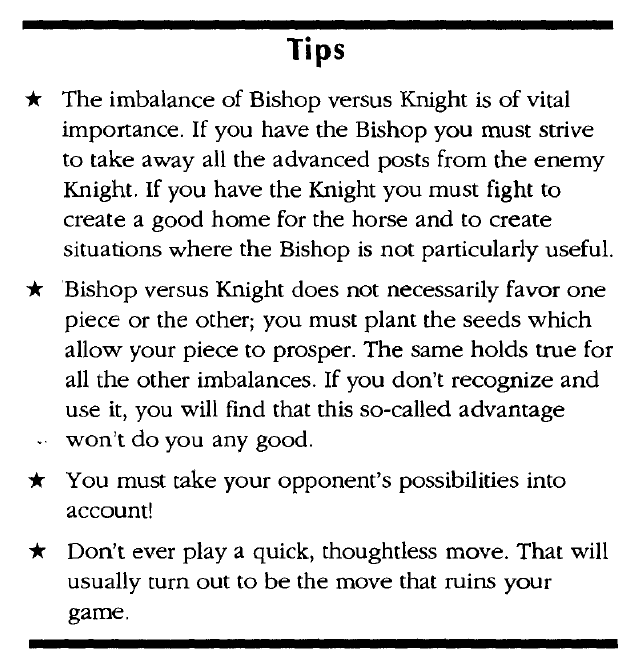 Tips
★ The imbalance of Bishop versus Knight is of vital
importance. If you have the Bishop you must strive
to take away all the advanced posts from the enemy
Knight. If you have the Knight you must fight to
create a good home for the horse and to create
situations where the Bishop is not particularly useful.
★ Bishop versus Knight does not necessarily favor one
piece or the other; you must plant the seeds which
allow your piece to prosper. The same holds true for
all the other imbalances. If you don't recognize and
use it, you will find that this so-called advantage
won't do you any good.
★ You must take your opponent's possibilities into
account!
★ Don't ever play a quick, thoughtless move. That will
usually turn out to be the move that ruins your
game.